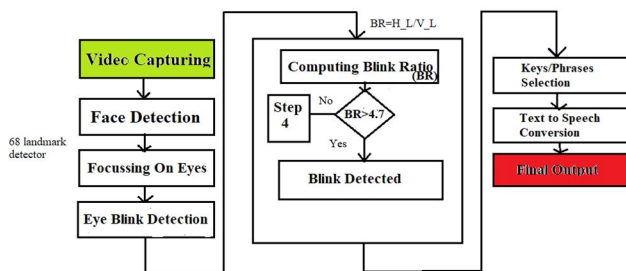 Video Capturing
Face Detection
68 landmark
detector
Focussing On Eyes
Eye Blink Detection
BR=H_L/V_L
Computing Blink Ratio
(BR)
No
Step
4
BR>4.7
Yes
Blink Detected
Keys/Phrases
Selection
Text to Speech
Conversion
Final Output